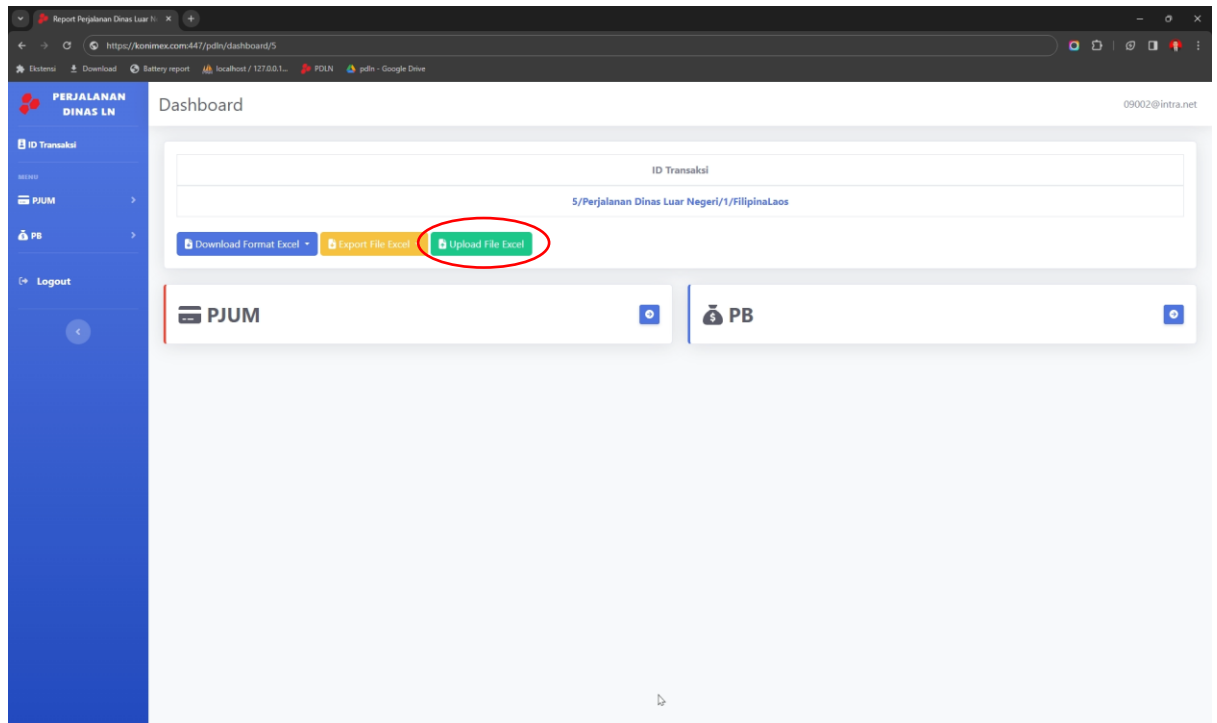 Report Perjalanan Dinas Luar N
https://konimex.com:447/pdln/dashboard/5
Ekstensi Download Battery report localhost / 127.0.0.1... PDLN pdln - Google Drive
PERJALANAN
DINAS LN
Dashboard
09002@intra.net
ID Transaksi
MENU
PJUM
PB
Logout
ID Transaksi
5/Perjalanan Dinas Luar Negeri/1/FilipinaLaos
Download Format Excel Export File Excel Upload File Excel
PJUM
PB